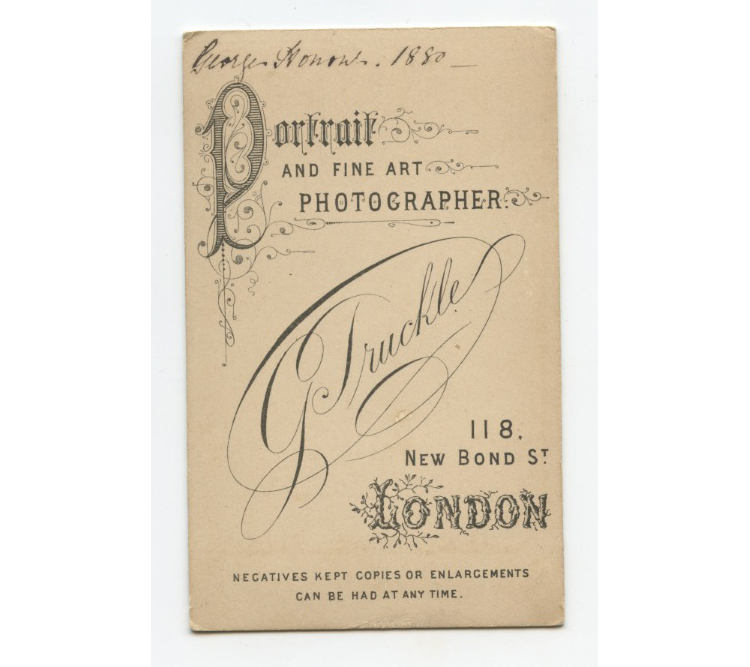 George 1880
Portrait
AND FINE ART
PHOTOGRAPHER.
G Truckle
118,
NEW BOND ST
LONDON
NEGATIVES KEPT COPIES OR ENLARGEMENTS
CAN BE HAD AT ANY TIME.